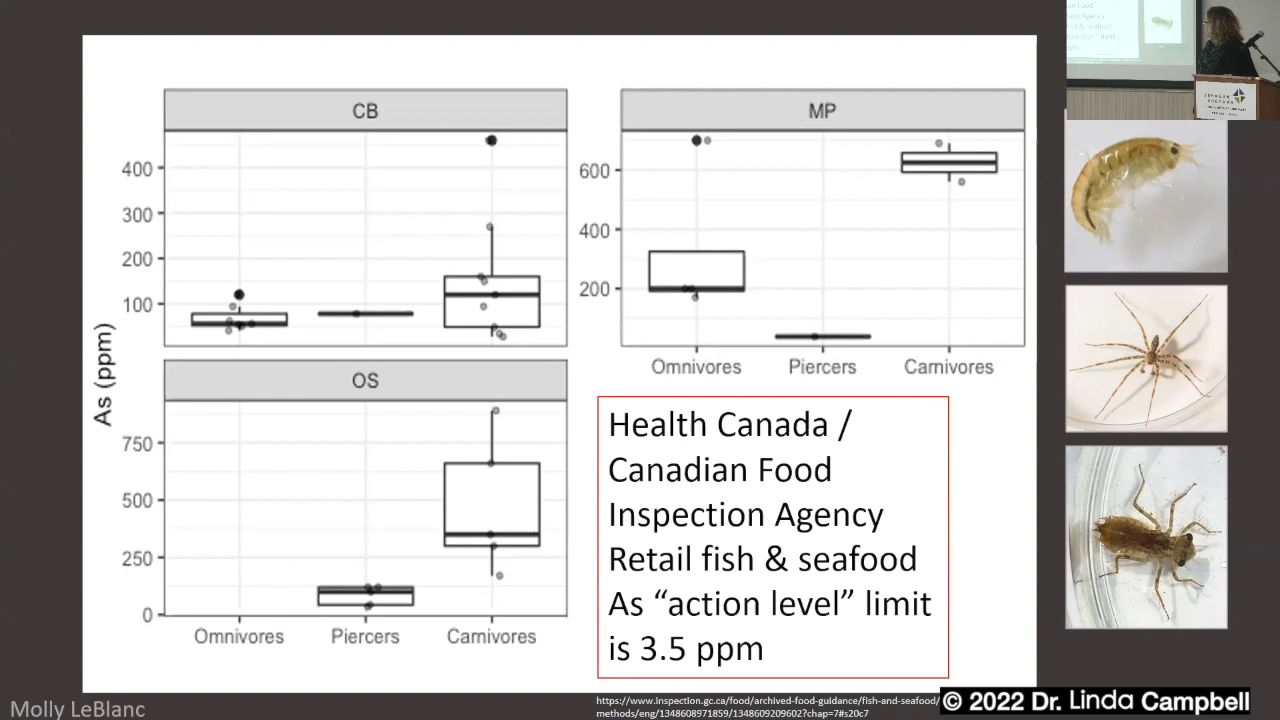 CB
MP
400
300
200
100
600
400
200
As (ppm)
Omnivores
Piercers
Carnivores
OS
750
500
250
0
Omnivores
Piercers
Carnivores
Health Canada /
Canadian Food
Inspection Agency
Retail fish & seafood
As “action level” limit
is 3.5 ppm
https://www.inspection.gc.ca/food/archived-food-guidance/fish-and-seafood/
methods/eng/1348608971859/1348609209602?chap=7#s20c7
Molly LeBlanc
© 2022 Dr. Linda Campbell